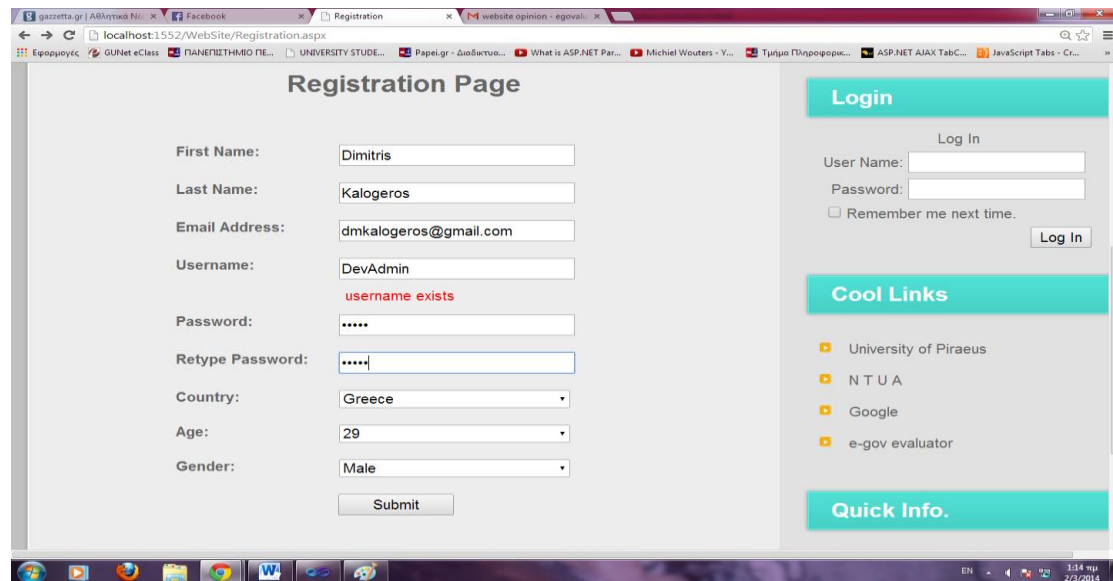 gazzetta.gr | Αθλητικά Νέ
Facebook
Registration
website opinion - egovalu
localhost:1552/WebSite/Registration.aspx
Εφαρμογές
GUNet eClass
ΠΑΝΕΠΙΣΤΗΜΙΟ ΠΕ...
UNIVERSITY STUDE...
Papei.gr - Διαδικτυα...
What is ASP.NET Par...
Michiel Wouters - Y...
Τμήμα Πληροφορικ...
ASP.NET AJAX TabC...
JavaScript Tabs - Cr...
Registration Page
First Name:
Dimitris
Last Name:
Kalogeros
Email Address:
dmkalogeros@gmail.com
Username:
DevAdmin
username exists
Password:
•••••
Retype Password:
•••••
Country:
Greece
Age:
29
Gender:
Male
Submit
Login
Log In
User Name:
Password:
Remember me next time.
Log In
Cool Links
University of Piraeus
N T U A
Google
e-gov evaluator
Quick Info.
EN
1:14 πμ
2/3/2014